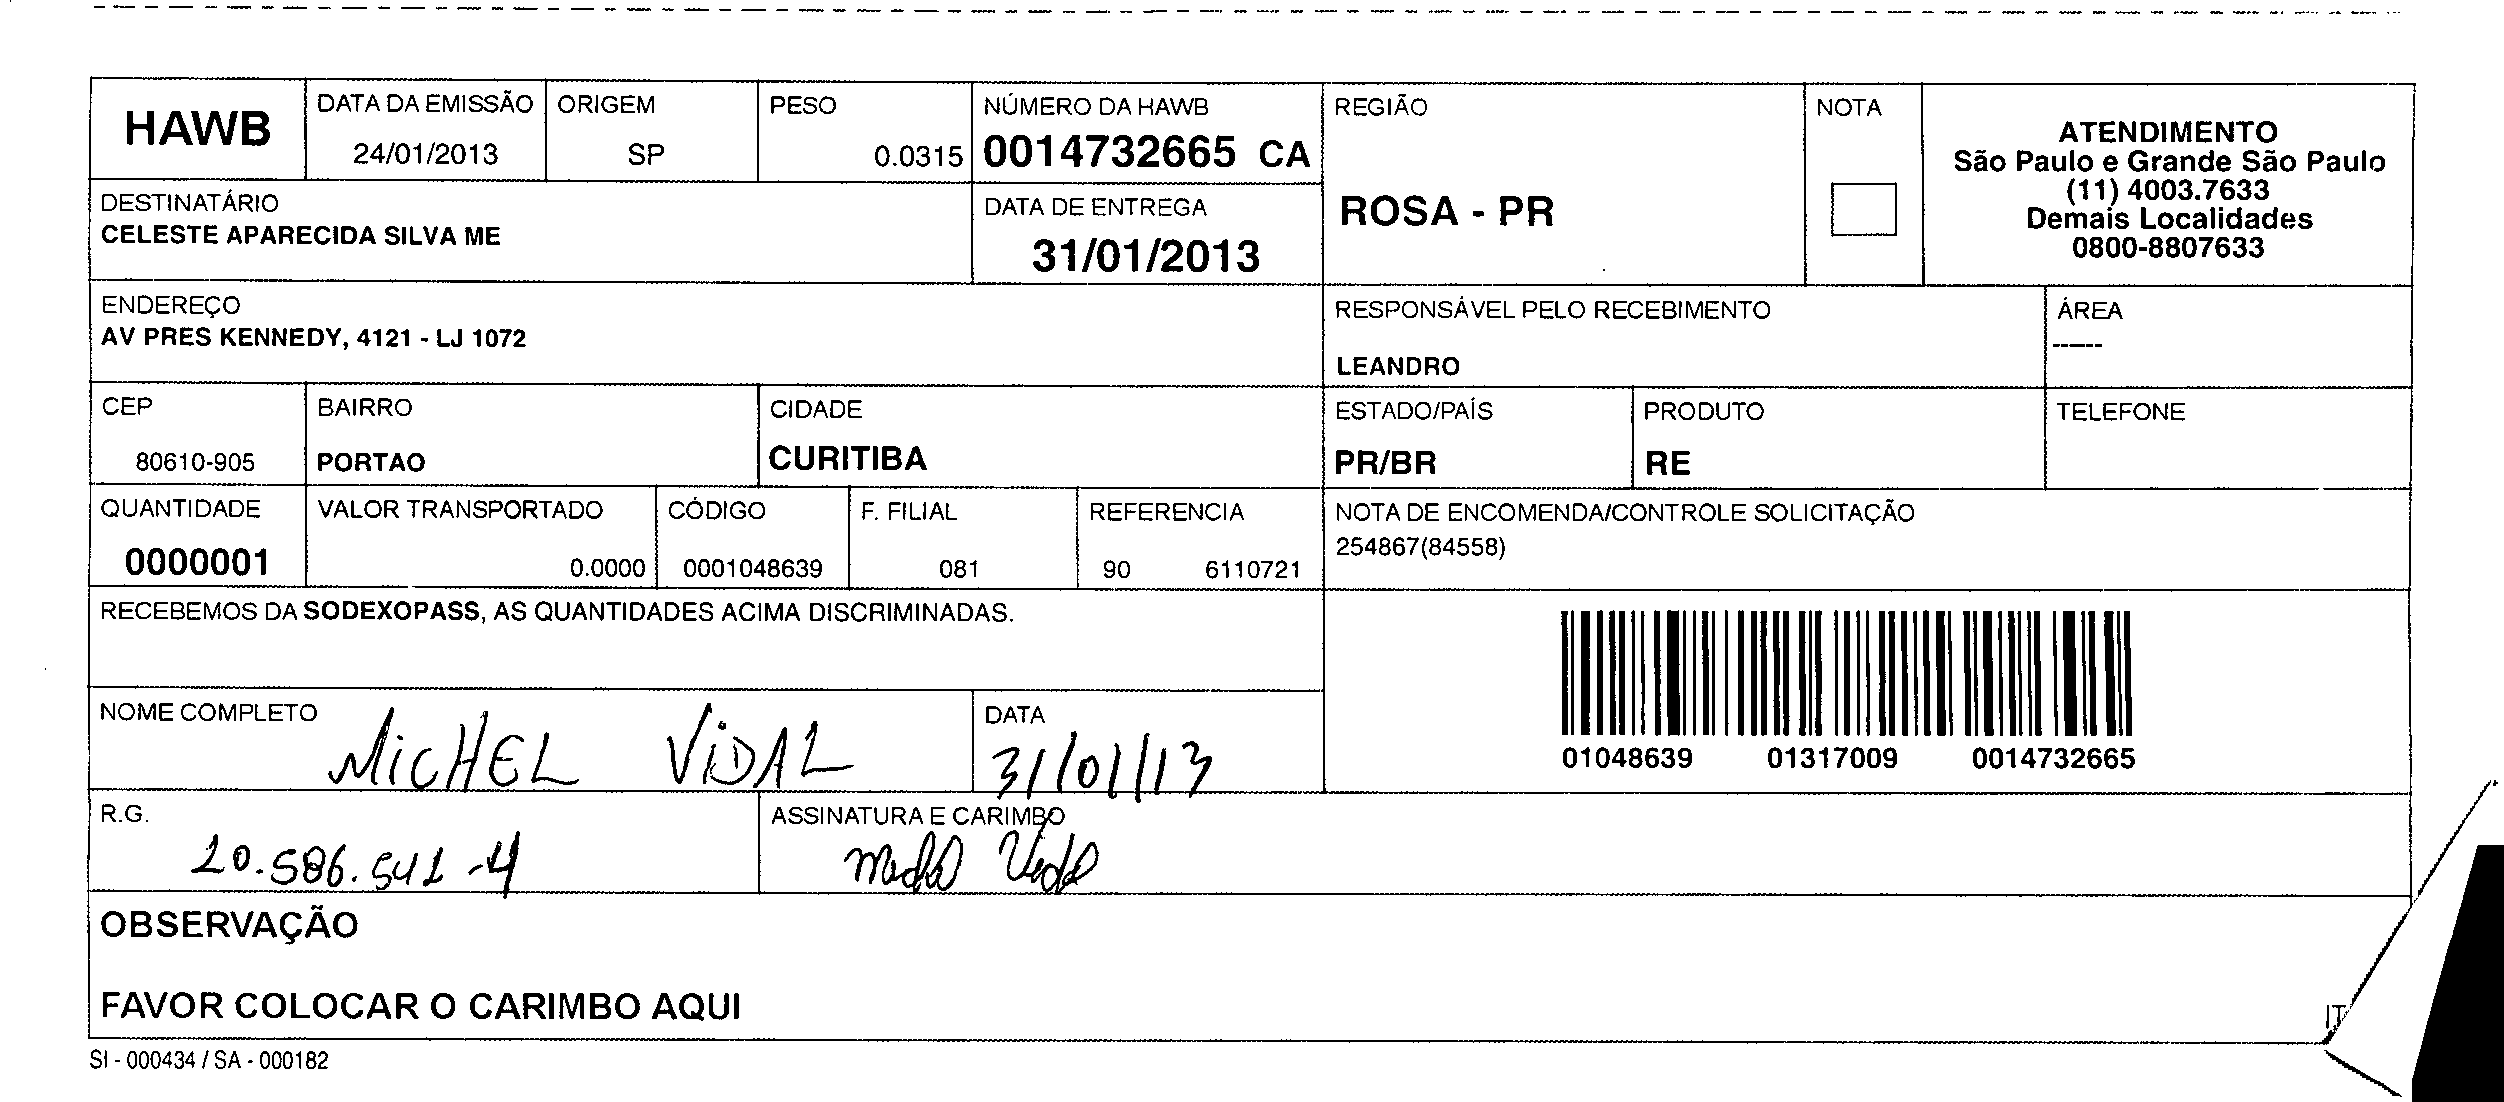 HAWB
DATA DA EMISSÃO
24/01/2013
ORIGEM
SP
PESO
0.0315
NÚMERO DA HAWB
0014732665 CA
REGIÃO
ROSA - PR
NOTA
ATENDIMENTO
São Paulo e Grande São Paulo
(11) 4003.7633
Demais Localidades
0800-8807633
DESTINATÁRIO
CELESTE APARECIDA SILVA ME
DATA DE ENTREGA
31/01/2013
ENDEREÇO
AV PRES KENNEDY, 4121 - LJ 1072
RESPONSÁVEL PELO RECEBIMENTO
LEANDRO
ÁREA
-----
CEP
80610-905
BAIRRO
PORTAO
CIDADE
CURITIBA
ESTADO/PAÍS
PR/BR
PRODUTO
RE
TELEFONE
QUANTIDADE
0000001
VALOR TRANSPORTADO
0.0000
CÓDIGO
0001048639
F. FILIAL
081
REFERENCIA
90 6110721
NOTA DE ENCOMENDA/CONTROLE SOLICITAÇÃO
254867(84558)
RECEBEMOS DA SODEXOPASS, AS QUANTIDADES ACIMA DISCRIMINADAS.
01048639 01317009 0014732665
NOME COMPLETO
MiCHEL ViDAL
DATA
31/01/13
R.G.
10.586.541-4
ASSINATURA E CARIMBO
OBSERVAÇÃO
FAVOR COLOCAR O CARIMBO AQUI
IT
SI - 000434 / SA - 000182